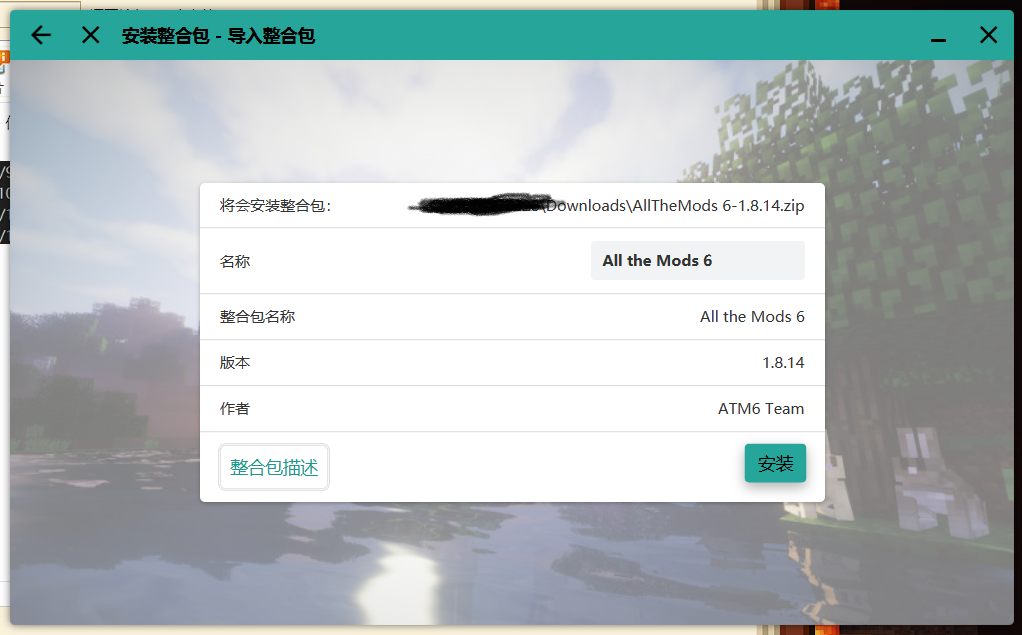 安装整合包 - 导入整合包
将会安装整合包: \Downloads\AllTheMods 6-1.8.14.zip
名称 All the Mods 6
整合包名称 All the Mods 6
版本 1.8.14
作者 ATM6 Team
整合包描述 安装